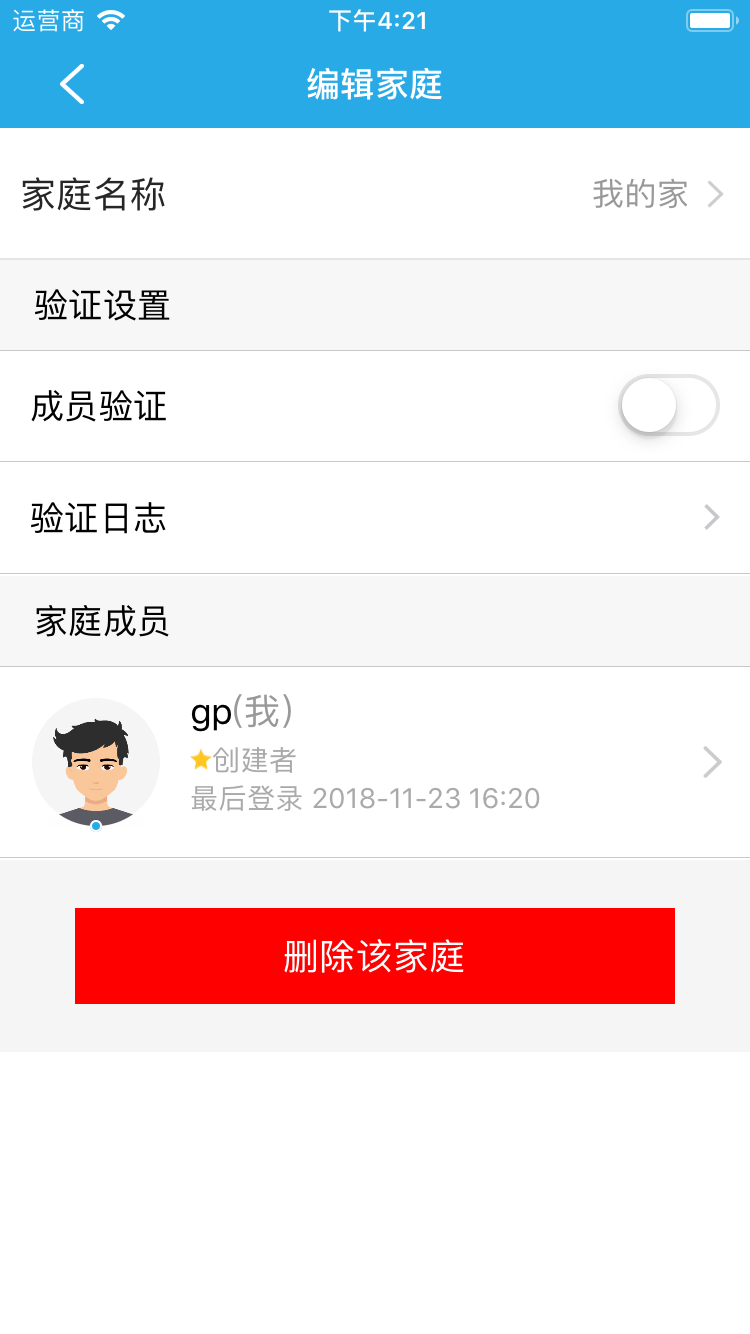 运营商 下午4:21
编辑家庭
家庭名称 我的家
验证设置
成员验证
验证日志
家庭成员
gp(我)
创建者
最后登录 2018-11-23 16:20
删除该家庭